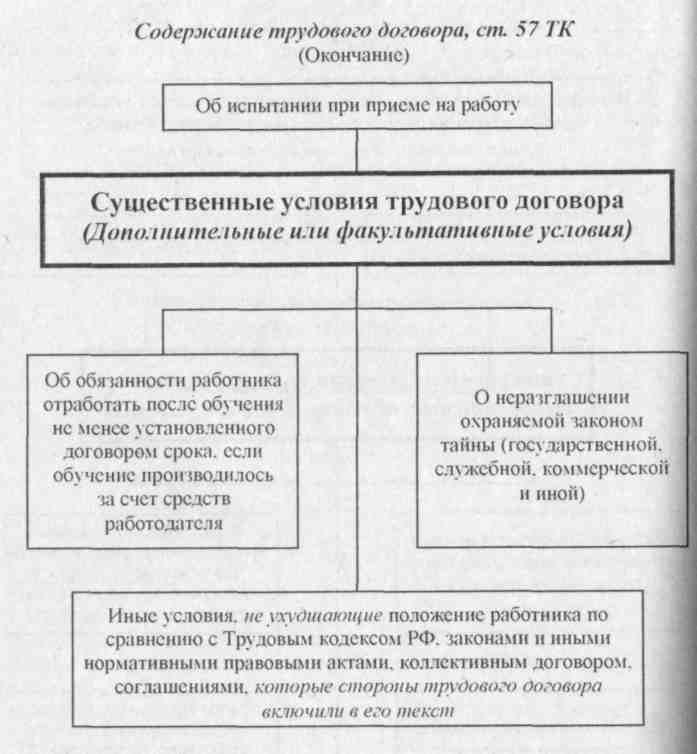 Содержание трудового договора, ст. 57 ТК
(Окончание)
Об испытании при приеме на работу
Существенные условия трудового договора
(Дополнительные или факультативные условия)
Об обязанности работника
отработать после обучения
не менее установленного
договором срока, если
обучение производилось
за счет средств
работодателя
О неразглашении
охраняемой законом
тайны (государственной,
служебной, коммерческой
и иной)
Иные условия, не ухудшающие положение работника по
сравнению с Трудовым кодексом РФ, законами и иными
нормативными правовыми актами, коллективным договором,
соглашениями, которые стороны трудового договора
включили в его текст